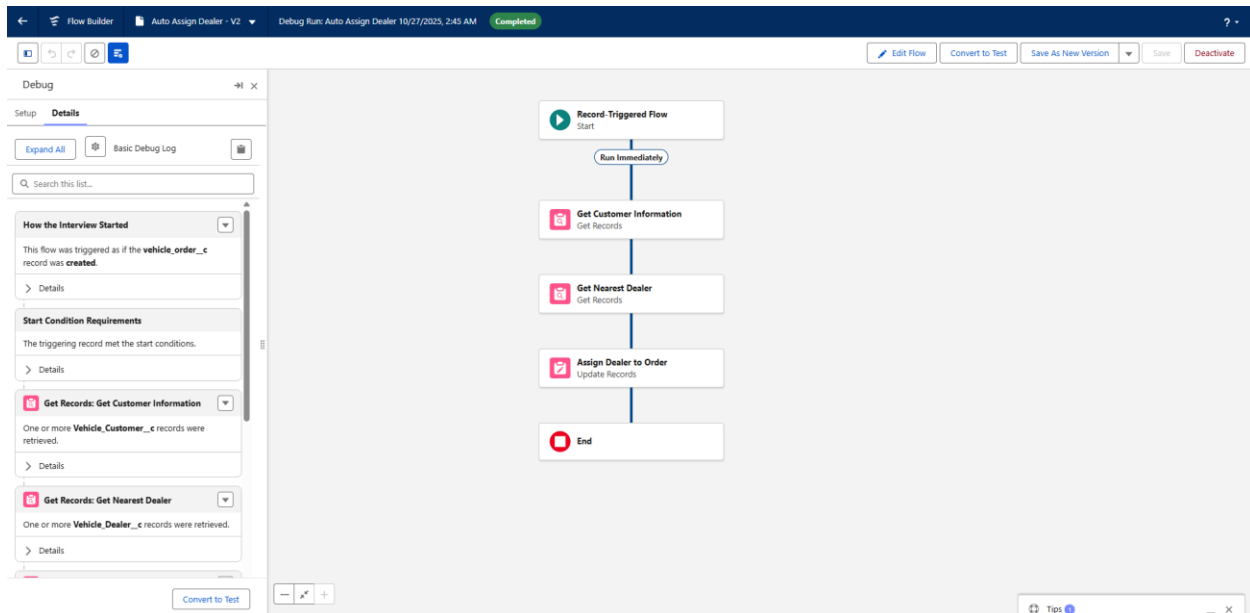 Flow Builder
Auto Assign Dealer - V2
Debug Run: Auto Assign Dealer 10/27/2025, 2:45 AM
Completed
?
Edit Flow
Convert to Test
Save As New Version
Save
Deactivate
Debug
Setup
Details
Expand All
Basic Debug Log
Search this list...
How the Interview Started
This flow was triggered as if the vehicle_order__c
record was created.
Details
Start Condition Requirements
The triggering record met the start conditions.
Details
Get Records: Get Customer Information
One or more Vehicle_Customer__c records were
retrieved.
Details
Get Records: Get Nearest Dealer
One or more Vehicle_Dealer__c records were retrieved.
Details
Convert to Test
Record-Triggered Flow
Start
Run Immediately
Get Customer Information
Get Records
Get Nearest Dealer
Get Records
Assign Dealer to Order
Update Records
End
Tips